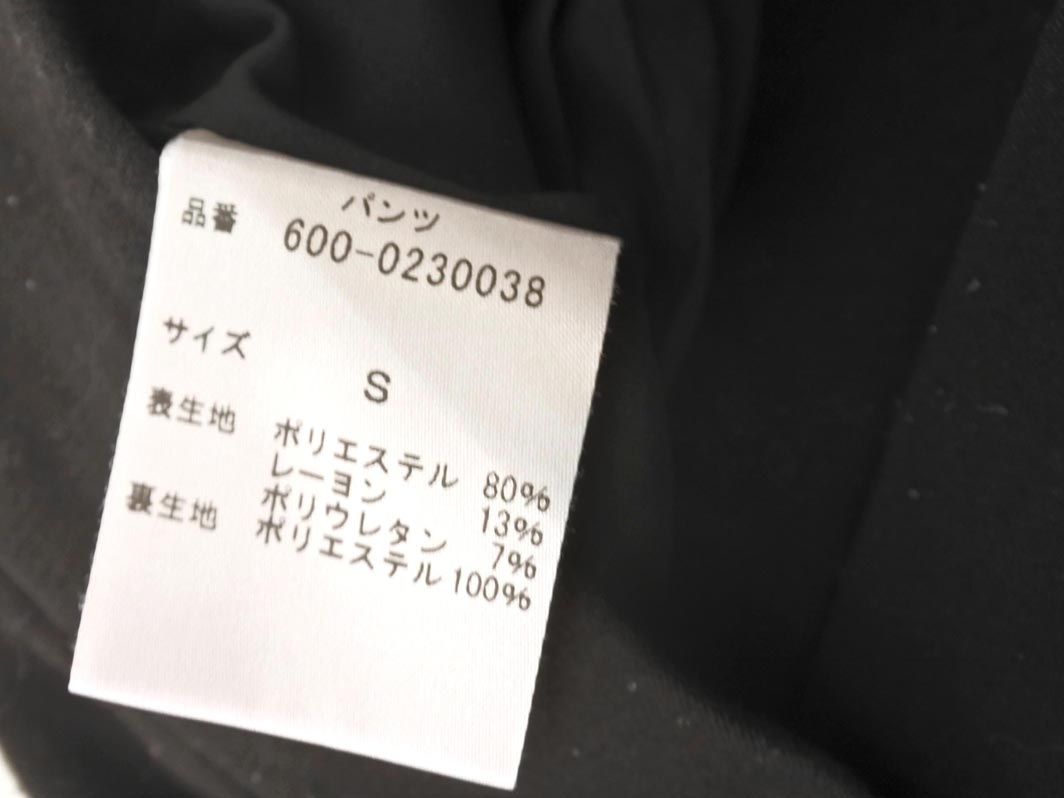 パンツ
品番 600-0230038
サイズ
S
表生地 ポリエステル 80%
レーヨン 13%
ポリウレタン 7%
裏生地 ポリエステル 100%